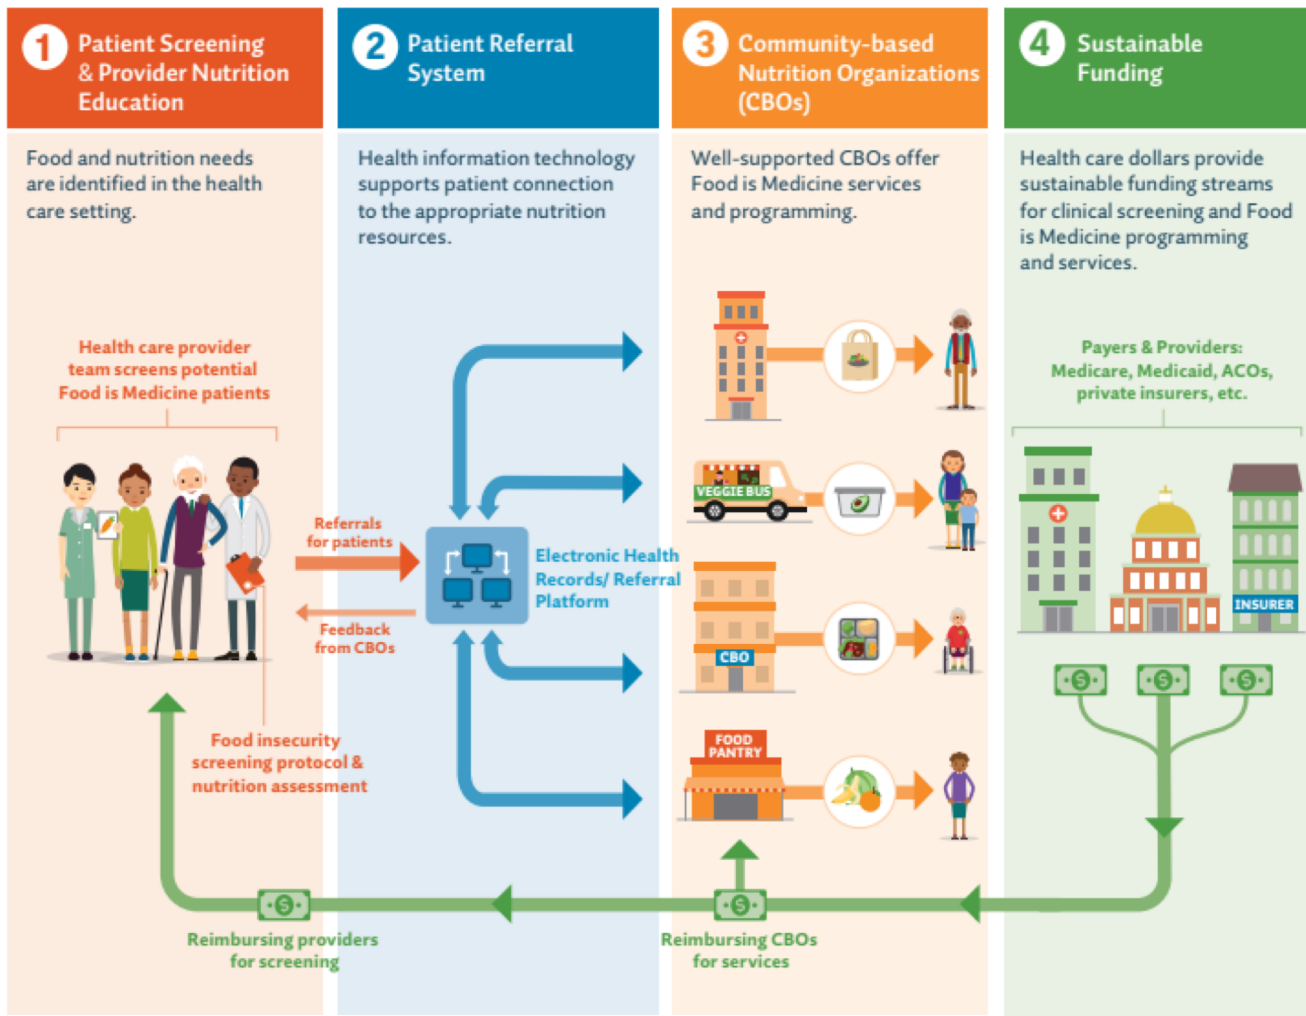 1 Patient Screening
& Provider Nutrition
Education
Food and nutrition needs
are identified in the health
care setting.
Health care provider
team screens potential
Food is Medicine patients
Referrals
for patients
Feedback
from CBOs
Food insecurity
screening protocol &
nutrition assessment
Reimbursing providers
for screening
2 Patient Referral
System
Health information technology
supports patient connection
to the appropriate nutrition
resources.
Electronic Health
Records/ Referral
Platform
3 Community-based
Nutrition Organizations
(CBOs)
Well-supported CBOs offer
Food is Medicine services
and programming.
VEGGIE BUS
CBO
FOOD
PANTRY
Reimbursing CBOs
for services
4 Sustainable
Funding
Health care dollars provide
sustainable funding streams
for clinical screening and Food
is Medicine programming
and services.
Payers & Providers:
Medicare, Medicaid, ACOs,
private insurers, etc.
INSURER
$ $ $
$
$